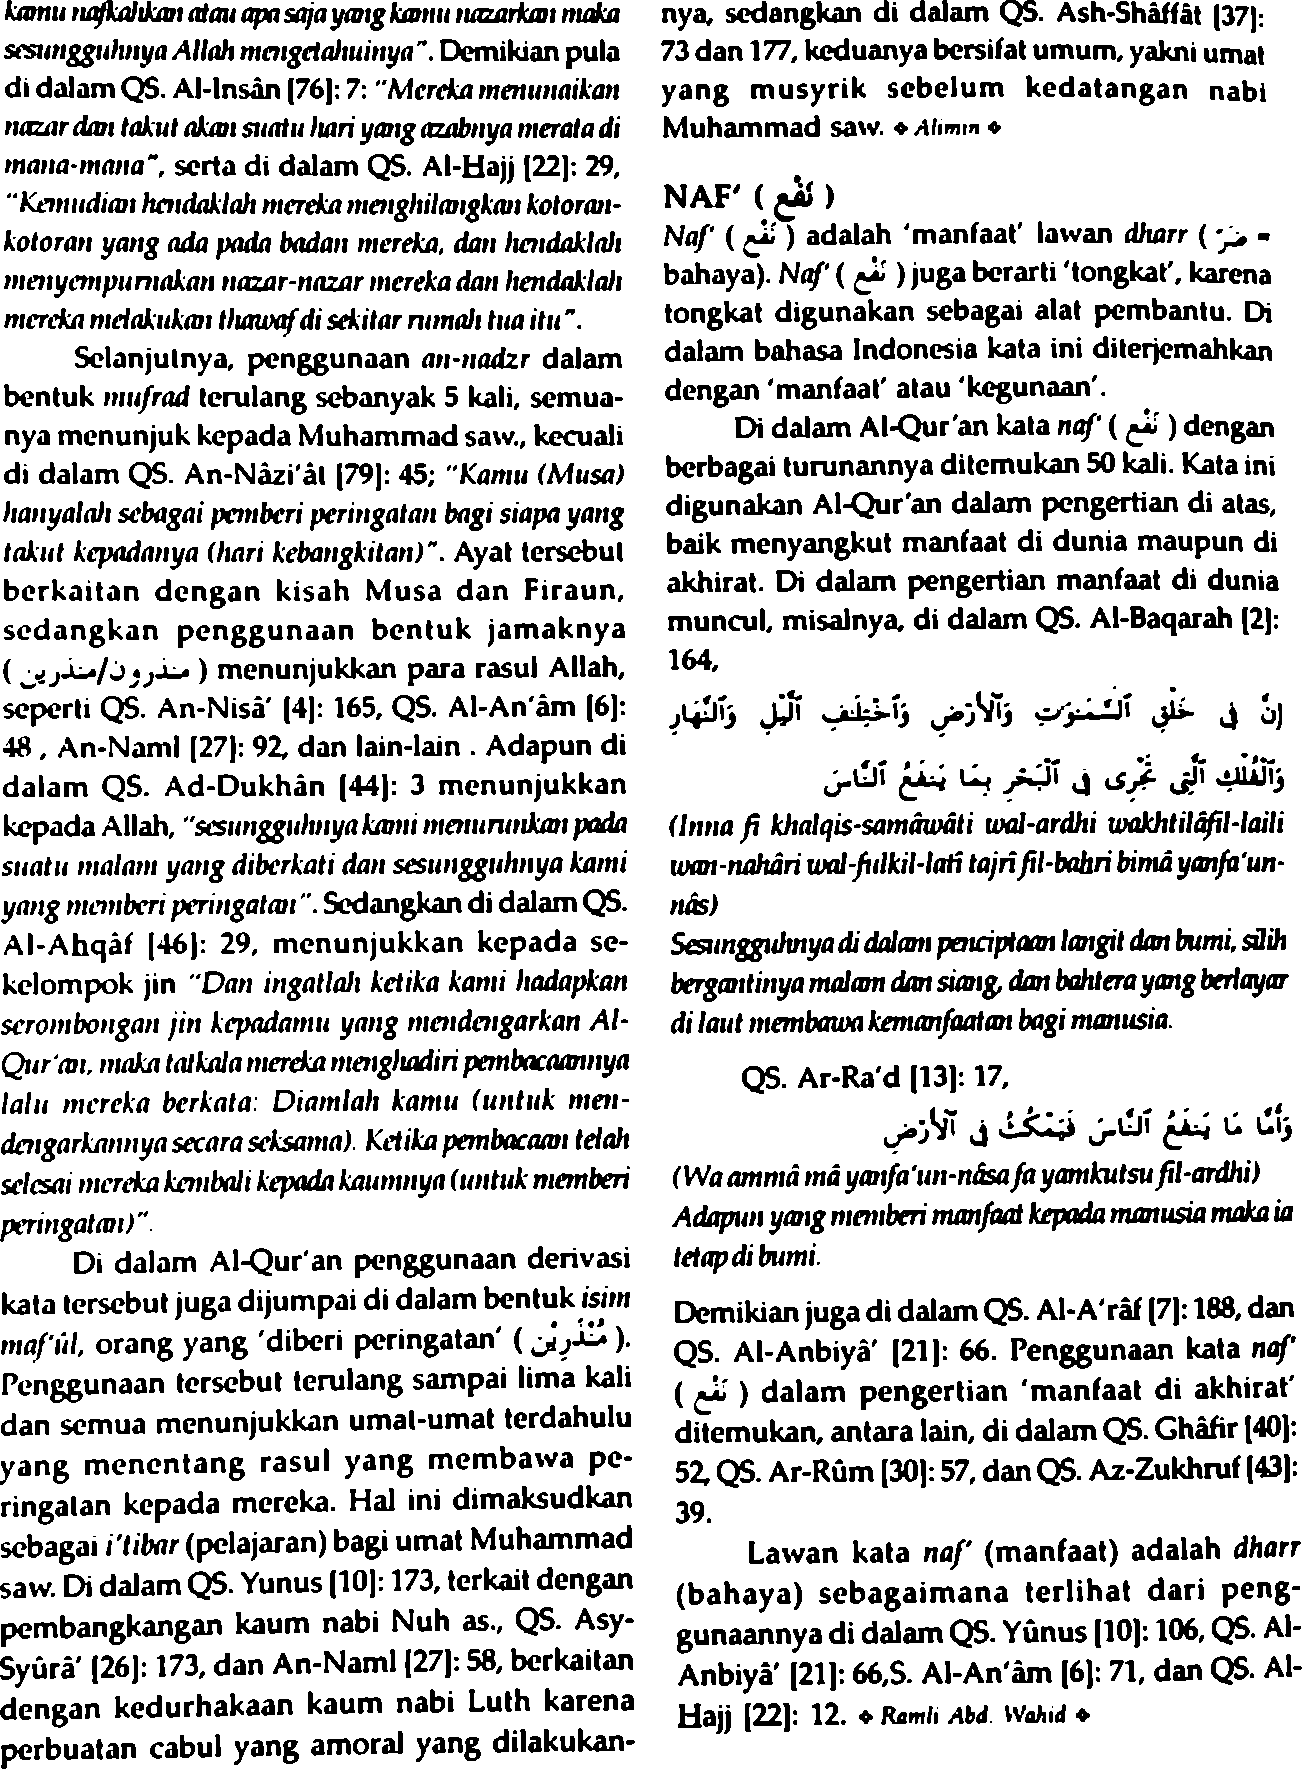 kamu nafkahkan atau apa saja yang kamu nazarkan maka
sesungguhnya Allah mengetahuinya". Demikian pula
di dalam QS. Al-Insân [76]: 7: "Mereka menunaikan
nazar dan takut akan suatu hari yang azabnya merata di
mana-mana", serta di dalam QS. Al-Hajj [22]: 29,
"Kemudian hendaklah mereka menghilangkan kotoran-
kotoran yang ada pada badan mereka, dan hendaklah
menyempurnakan nazar-nazar mereka dan hendaklah
mereka melakukan thawaf di sekitar rumah tua itu".
Selanjutnya, penggunaan an-nadzr dalam
bentuk mufrad terulang sebanyak 5 kali, semua-
nya menunjuk kepada Muhammad saw., kecuali
di dalam QS. An-Nâzi'ât [79]: 45; "Kamu (Musa)
hanyalah sebagai pemberi peringatan bagi siapa yang
takut kepadanya (hari kebangkitan)". Ayat tersebut
berkaitan dengan kisah Musa dan Firaun,
sedangkan penggunaan bentuk jamaknya
( منذرون/منذرين ) menunjukkan para rasul Allah,
seperti QS. An-Nisâ' [4]: 165, QS. Al-An'âm [6]:
48 , An-Naml [27]: 92, dan lain-lain . Adapun di
dalam QS. Ad-Dukhân [44]: 3 menunjukkan
kepada Allah, "sesungguhnya kami menurunkan pada
suatu malam yang diberkati dan sesungguhnya kami
yang memberi peringatan". Sedangkan di dalam QS.
Al-Ahqâf [46]: 29, menunjukkan kepada se-
kelompok jin "Dan ingatlah ketika kami hadapkan
serombongan jin kepadamu yang mendengarkan Al-
Qur'an, maka tatkala mereka menghadiri pembacaannya
lalu mereka berkata: Diamlah kamu (untuk men-
dengarkannya secara seksama). Ketika pembacaan telah
selesai mereka kembali kepada kaumnya (untuk memberi
peringatan)".
Di dalam Al-Qur'an penggunaan derivasi
kata tersebut juga dijumpai di dalam bentuk isim
maf'ûl, orang yang 'diberi peringatan' ( مُنْذَرِيْنَ ).
Penggunaan tersebut terulang sampai lima kali
dan semua menunjukkan umat-umat terdahulu
yang menentang rasul yang membawa pe-
ringatan kepada mereka. Hal ini dimaksudkan
sebagai i'tibar (pelajaran) bagi umat Muhammad
saw. Di dalam QS. Yunus [10]: 173, terkait dengan
pembangkangan kaum nabi Nuh as., QS. Asy-
Syûrâ' [26]: 173, dan An-Naml [27]: 58, berkaitan
dengan kedurhakaan kaum nabi Luth karena
perbuatan cabul yang amoral yang dilakukan-
nya, sedangkan di dalam QS. Ash-Shâffât [37]:
73 dan 177, keduanya bersifat umum, yakni umat
yang musyrik sebelum kedatangan nabi
Muhammad saw. ♦ Alimin ♦
NAF' ( نَفْع )
Naf' ( نَفْع ) adalah 'manfaat' lawan dharr ( ضَرّ =
bahaya). Naf' ( نَفْع ) juga berarti 'tongkat', karena
tongkat digunakan sebagai alat pembantu. Di
dalam bahasa Indonesia kata ini diterjemahkan
dengan 'manfaat' atau 'kegunaan'.
Di dalam Al-Qur'an kata naf' ( نَفْع ) dengan
berbagai turunannya ditemukan 50 kali. Kata ini
digunakan Al-Qur'an dalam pengertian di atas,
baik menyangkut manfaat di dunia maupun di
akhirat. Di dalam pengertian manfaat di dunia
muncul, misalnya, di dalam QS. Al-Baqarah [2]:
164,
إِنَّ فِى خَلْقِ ٱلسَّمَـٰوَٰتِ وَٱلْأَرْضِ وَٱخْتِلَـٰفِ ٱلَّيْلِ وَٱلنَّهَارِ
وَٱلْفُلْكِ ٱلَّتِى تَجْرِى فِى ٱلْبَحْرِ بِمَا يَنفَعُ ٱلنَّاسَ
(Inna fî khalqis-samâwâti wal-ardhi wakhtilâfil-laili
wan-nahâri wal-fulkil-latî tajrî fil-bahri bimâ yanfa'un-
nâs)
Sesungguhnya di dalam penciptaan langit dan bumi, silih
bergantinya malam dan siang, dan bahtera yang berlayar
di laut membawa kemanfaatan bagi manusia.
QS. Ar-Ra'd [13]: 17,
وَأَمَّا مَا يَنفَعُ ٱلنَّاسَ فَيَمْكُثُ فِى ٱلْأَرْضِ
(Wa ammâ mâ yanfa'un-nâsa fa yamkutsu fil-ardhi)
Adapun yang memberi manfaat kepada manusia maka ia
tetap di bumi.
Demikian juga di dalam QS. Al-A'râf [7]: 188, dan
QS. Al-Anbiyâ' [21]: 66. Penggunaan kata naf'
( نَفْع ) dalam pengertian 'manfaat di akhirat'
ditemukan, antara lain, di dalam QS. Ghâfir [40]:
52, QS. Ar-Rûm [30]: 57, dan QS. Az-Zukhruf [43]:
39.
Lawan kata naf' (manfaat) adalah dharr
(bahaya) sebagaimana terlihat dari peng-
gunaannya di dalam QS. Yûnus [10]: 106, QS. Al-
Anbiyâ' [21]: 66,S. Al-An'âm [6]: 71, dan QS. Al-
Hajj [22]: 12. ♦ Ramli Abd. Wahid ♦